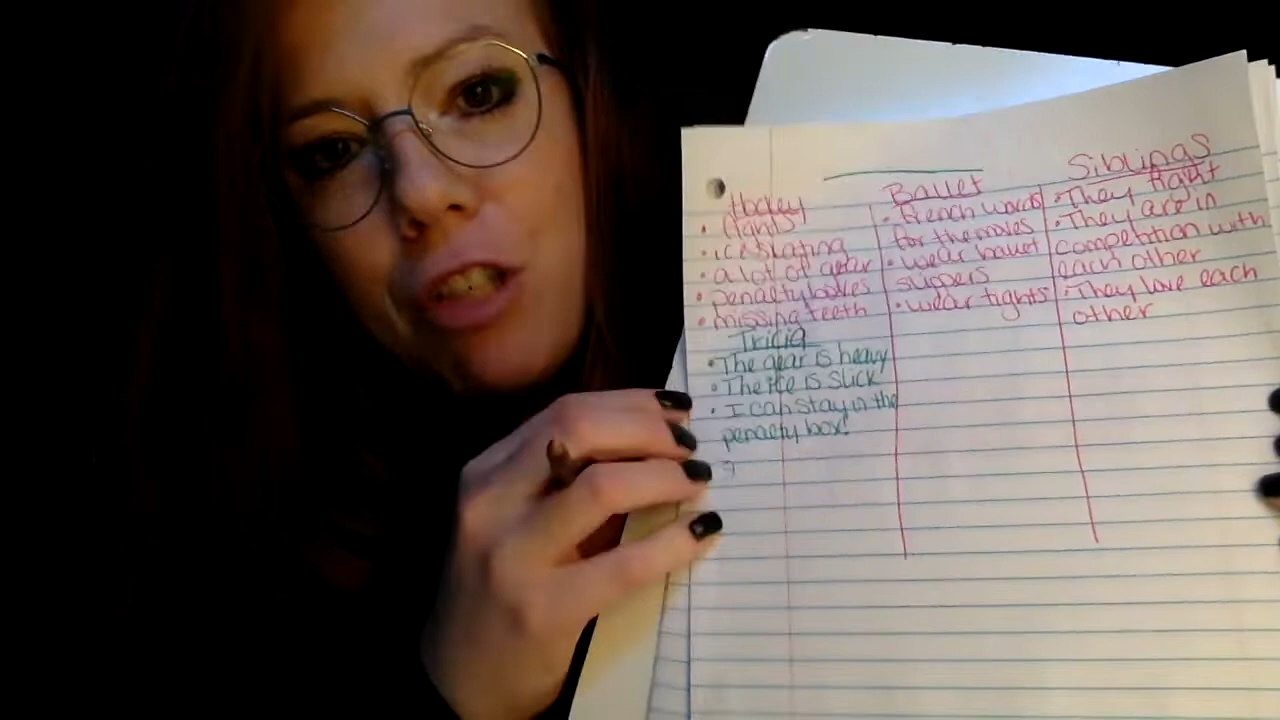 Hockey
• fights
• ice skating
• a lot of gear
• penalty boxes
• missing teeth
Tricia
• The gear is heavy
• The ice is slick
• I can stay in the
penalty box!
Ballet
• French words
for the moves
• wear ballet
slippers
• wear tights
Siblings
• They fight
• They are in
competition with
each other
• They love each
other